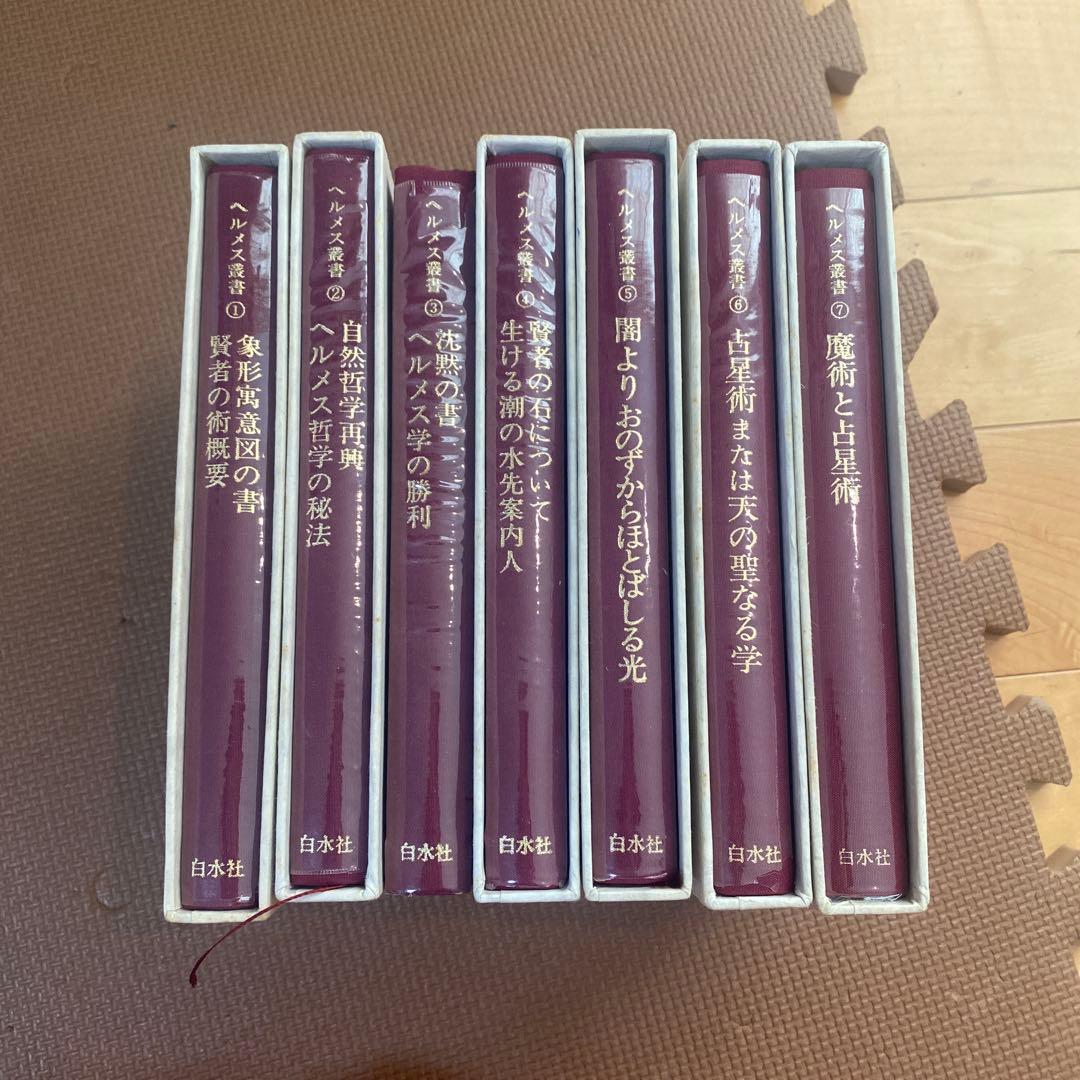 ヘルメス叢書①
象形寓意図の書
賢者の術概要
白水社
ヘルメス叢書②
自然哲学再興
ヘルメス哲学の秘法
白水社
ヘルメス叢書③
沈黙の書
ヘルメス学の勝利
白水社
ヘルメス叢書④
賢者の石について
生ける潮の水先案内人
白水社
ヘルメス叢書⑤
闇よりおのずからほとばしる光
白水社
ヘルメス叢書⑥
占星術または天の聖なる学
白水社
ヘルメス叢書⑦
魔術と占星術
白水社